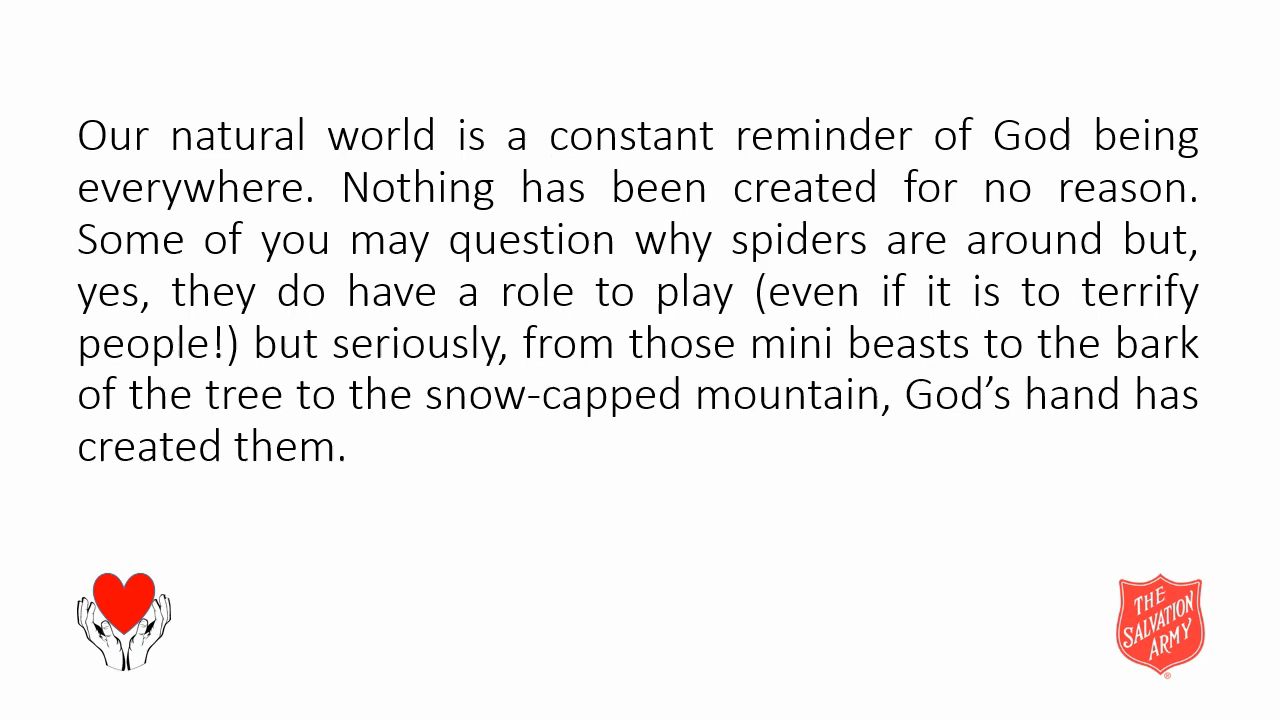 Our natural world is a constant reminder of God being
everywhere. Nothing has been created for no reason.
Some of you may question why spiders are around but,
yes, they do have a role to play (even if it is to terrify
people!) but seriously, from those mini beasts to the bark
of the tree to the snow-capped mountain, God’s hand has
created them.
THE
SALVATION
ARMY
®